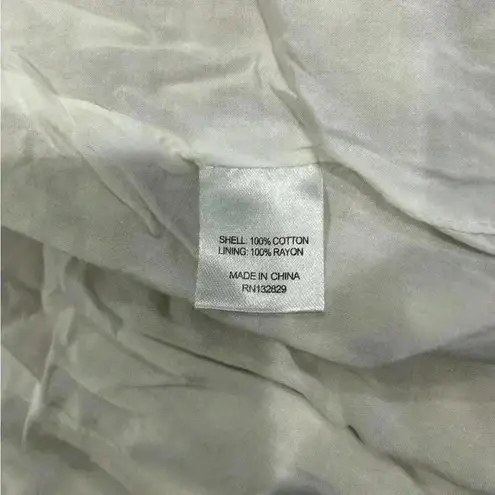 SHELL: 100% COTTON
LINING: 100% RAYON
MADE IN CHINA
RN132829